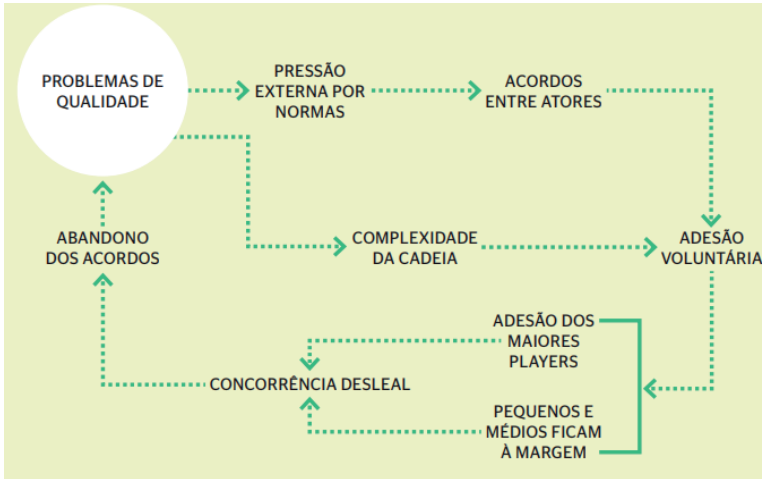 PROBLEMAS DE
QUALIDADE
PRESSÃO
EXTERNA POR
NORMAS
ACORDOS
ENTRE ATORES
ABANDONO
DOS ACORDOS
COMPLEXIDADE
DA CADEIA
ADESÃO
VOLUNTÁRIA
ADESÃO DOS
MAIORES
PLAYERS
CONCORRÊNCIA DESLEAL
PEQUENOS E
MÉDIOS FICAM
À MARGEM